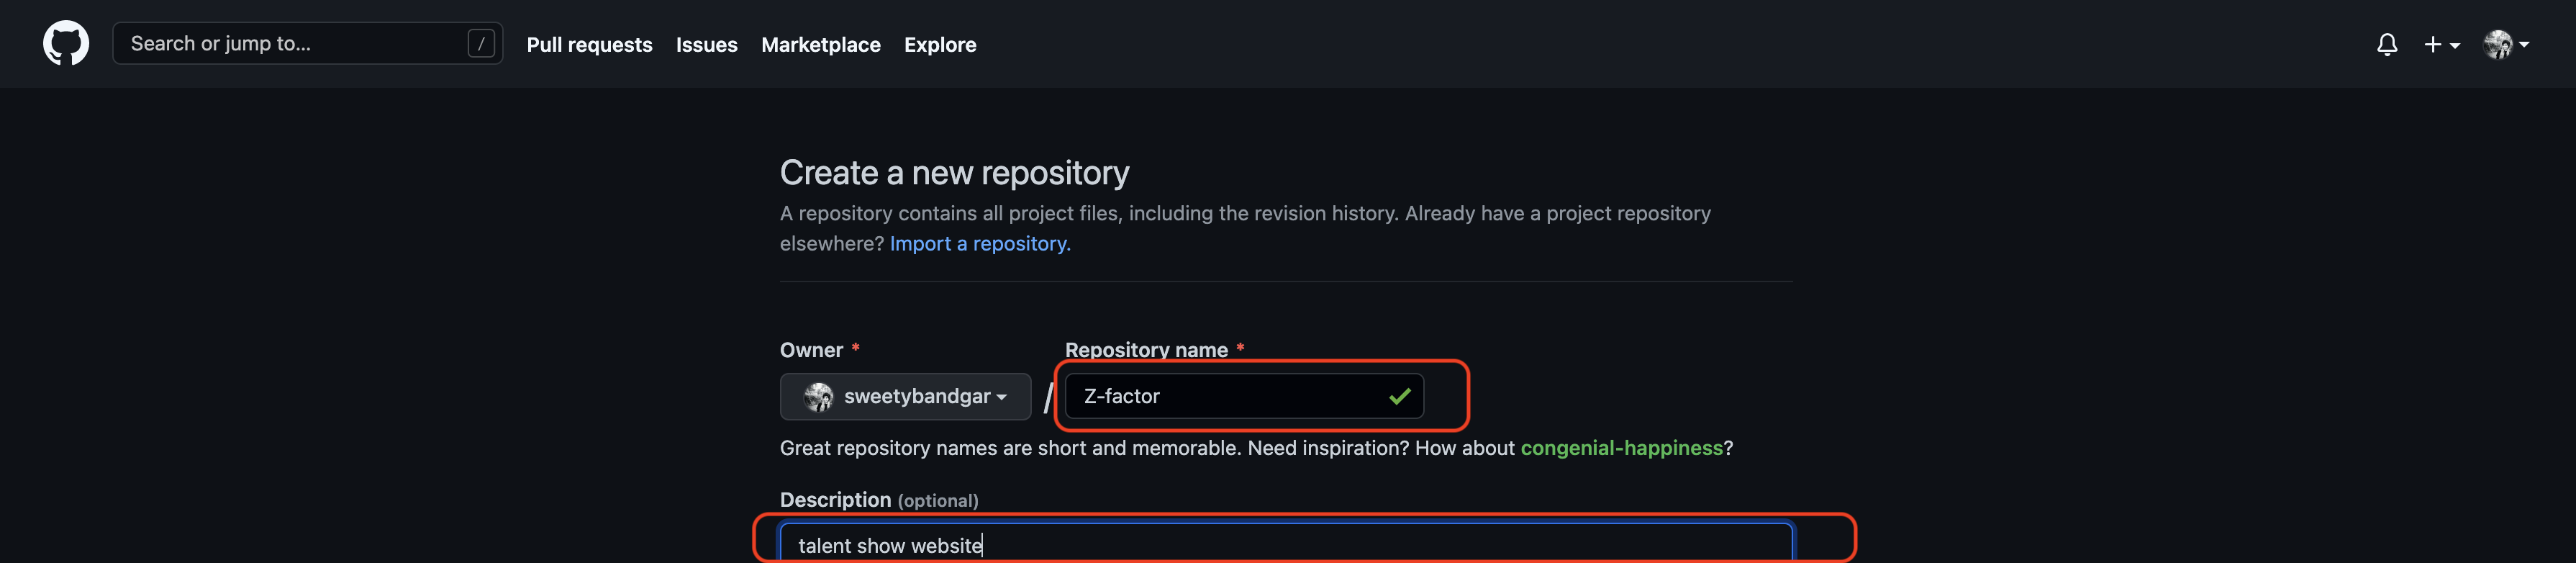 Search or jump to... / Pull requests Issues Marketplace Explore
Create a new repository
A repository contains all project files, including the revision history. Already have a project repository
elsewhere? Import a repository.
Owner * Repository name *
sweetybandgar / Z-factor
Great repository names are short and memorable. Need inspiration? How about congenial-happiness?
Description (optional)
talent show website